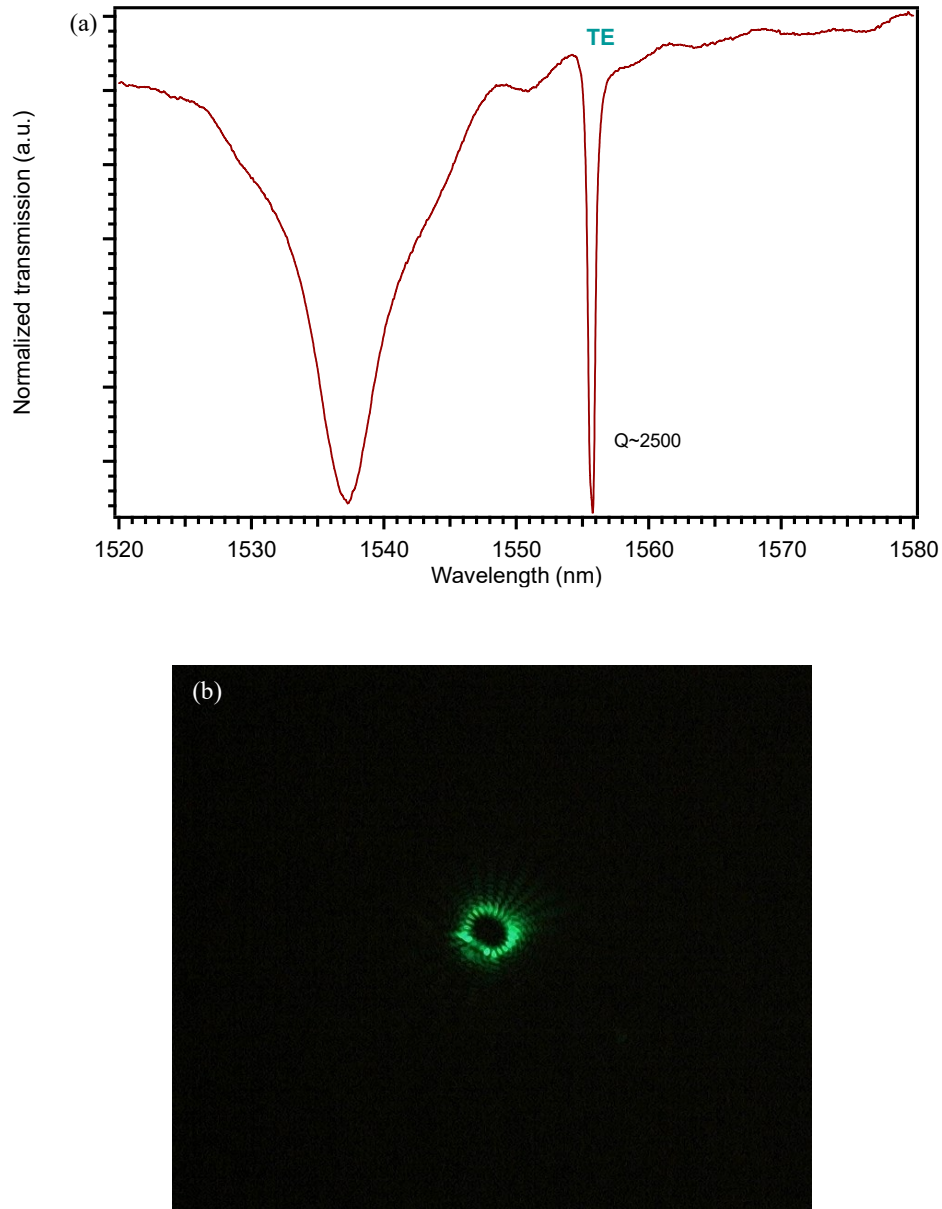 (a)
TE
Normalized transmission (a.u.)
Q~2500
1520 1530 1540 1550 1560 1570 1580
Wavelength (nm)
(b)